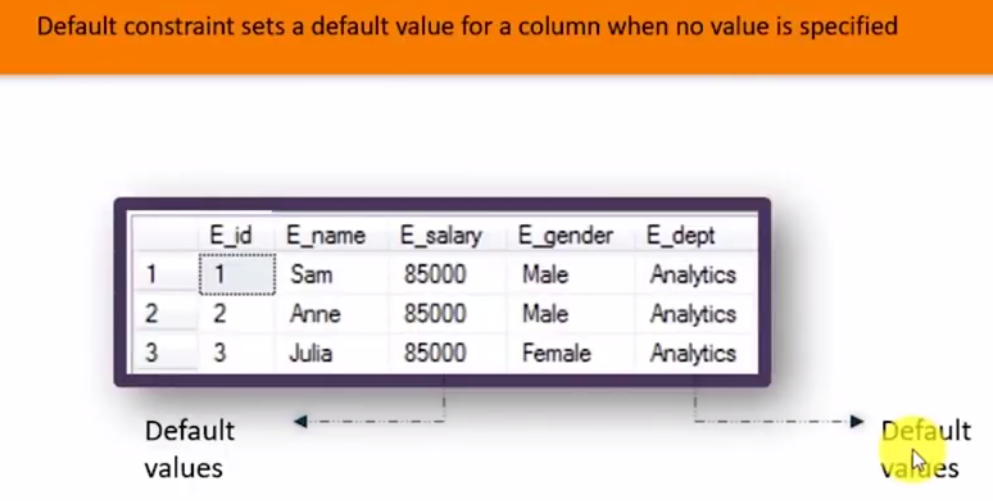 Default constraint sets a default value for a column when no value is specified
E_id E_name E_salary E_gender E_dept
1 1 Sam 85000 Male Analytics
2 2 Anne 85000 Male Analytics
3 3 Julia 85000 Female Analytics
Default
values
Default
values